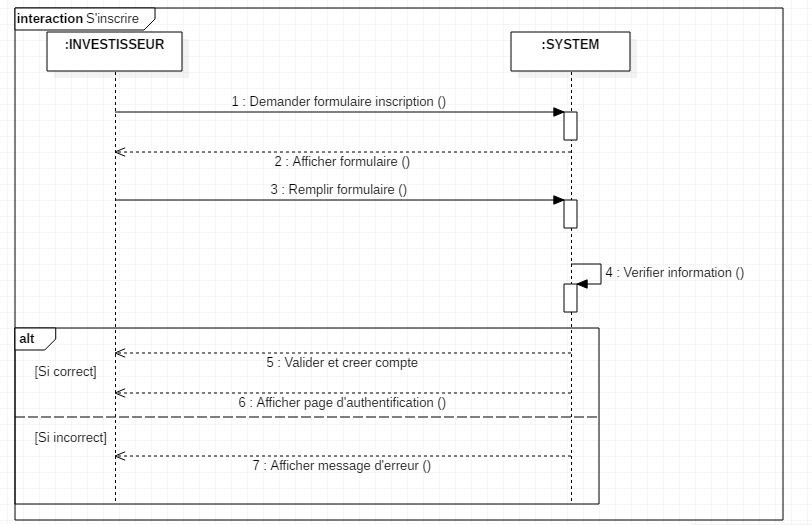 interaction S'inscrire
:INVESTISSEUR
:SYSTEM
1 : Demander formulaire inscription ()
2 : Afficher formulaire ()
3 : Remplir formulaire ()
4 : Verifier information ()
alt
5 : Valider et creer compte
[Si correct]
6 : Afficher page d'authentification ()
[Si incorrect]
7 : Afficher message d'erreur ()